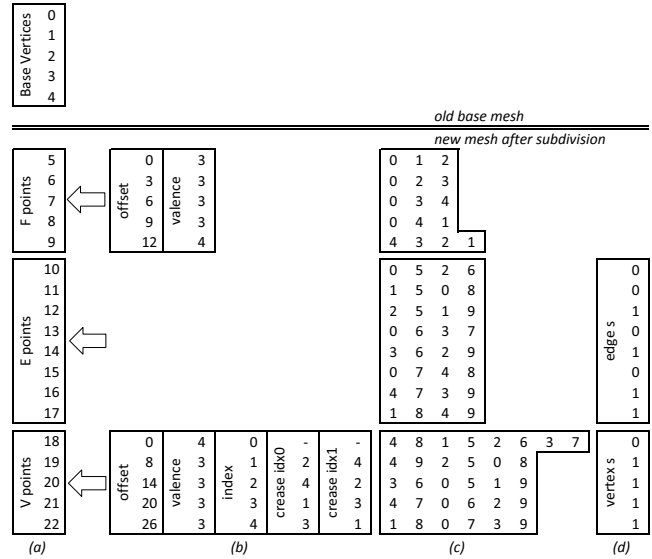 Base Vertices
0
1
2
3
4
old base mesh
new mesh after subdivision
F points
5
6
7
8
9
offset
0
3
6
9
12
valence
3
3
3
3
4
0 1 2
0 2 3
0 3 4
0 4 1
4 3 2 1
E points
10
11
12
13
14
15
16
17
0 5 2 6
1 5 0 8
2 5 1 9
0 6 3 7
3 6 2 9
0 7 4 8
4 7 3 9
1 8 4 9
edge s
0
0
1
0
1
0
1
1
V points
18
19
20
21
22
offset
0
8
14
20
26
valence
4
3
3
3
3
index
0
1
2
3
4
crease idx0
-
2
4
1
3
crease idx1
-
4
2
3
1
4 8 1 5 2 6 3 7
4 9 2 5 0 8
3 6 0 5 1 9
4 7 0 6 2 9
1 8 0 7 3 9
vertex s
0
1
1
1
1
(a) (b) (c) (d)